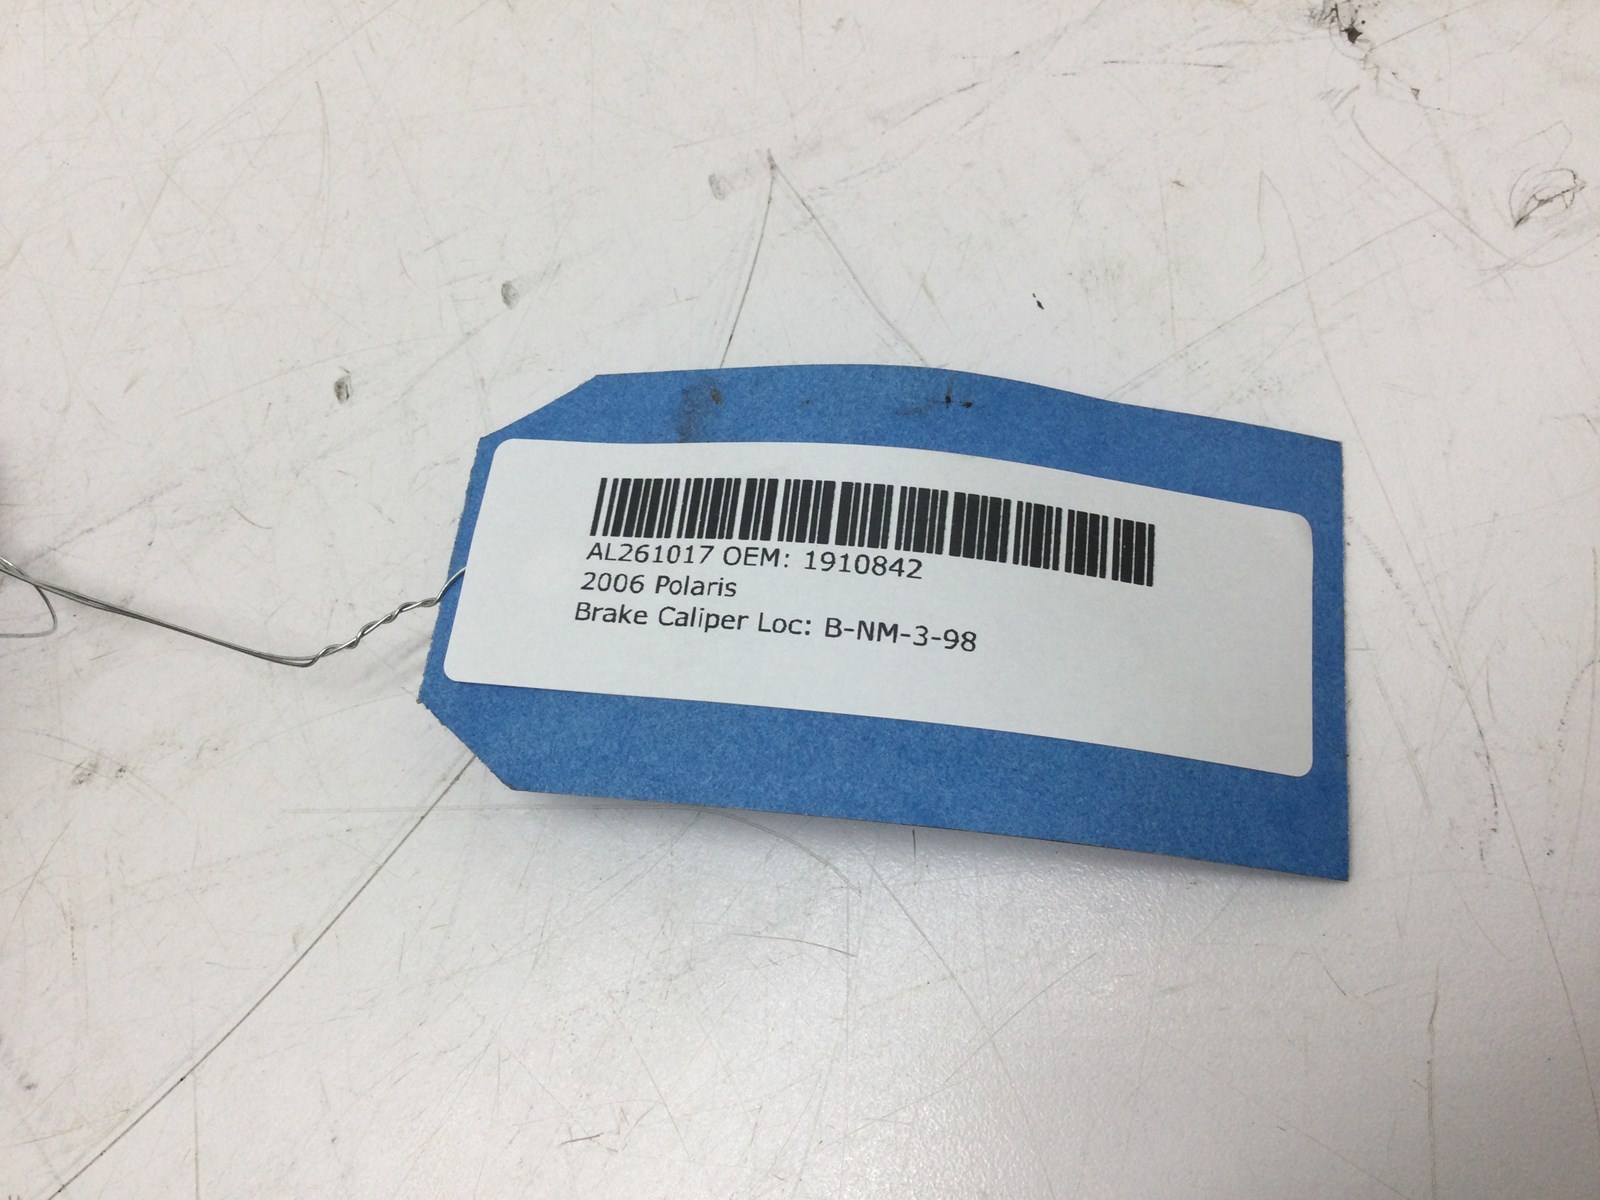 AL261017 OEM: 1910842
2006 Polaris
Brake Caliper Loc: B-NM-3-98